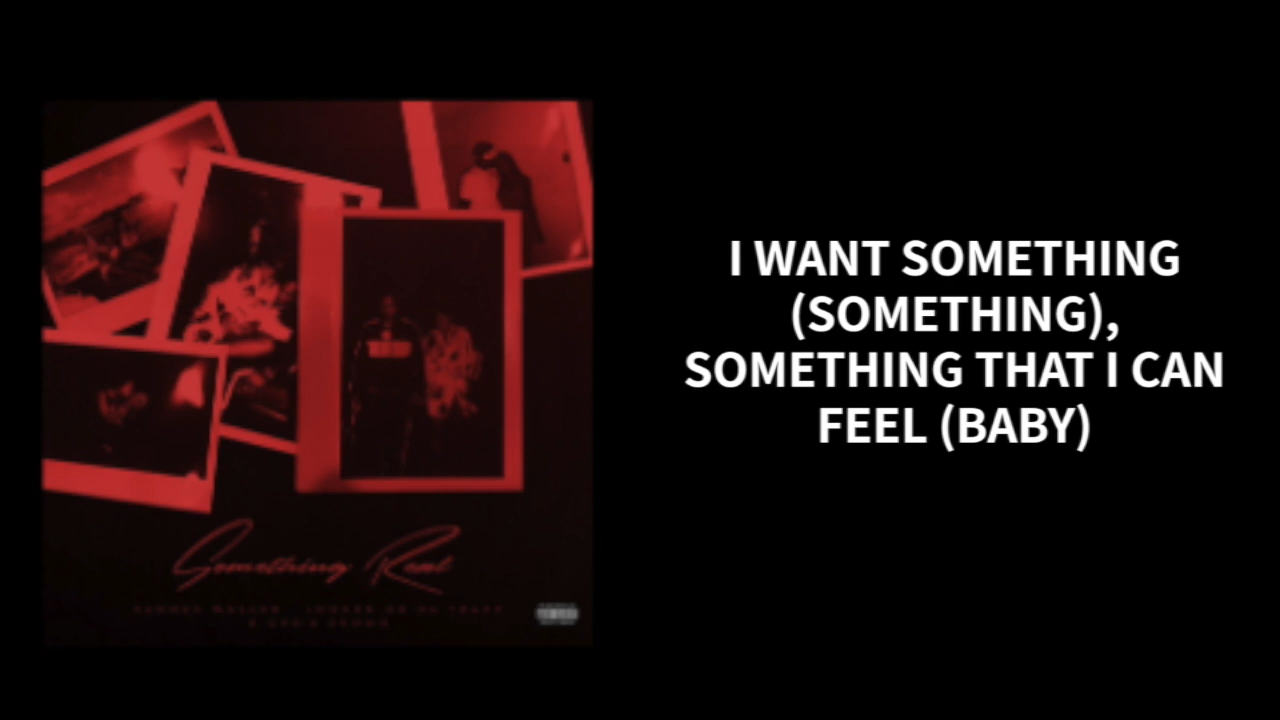 Something Real
I WANT SOMETHING
(SOMETHING),
SOMETHING THAT I CAN
FEEL (BABY)